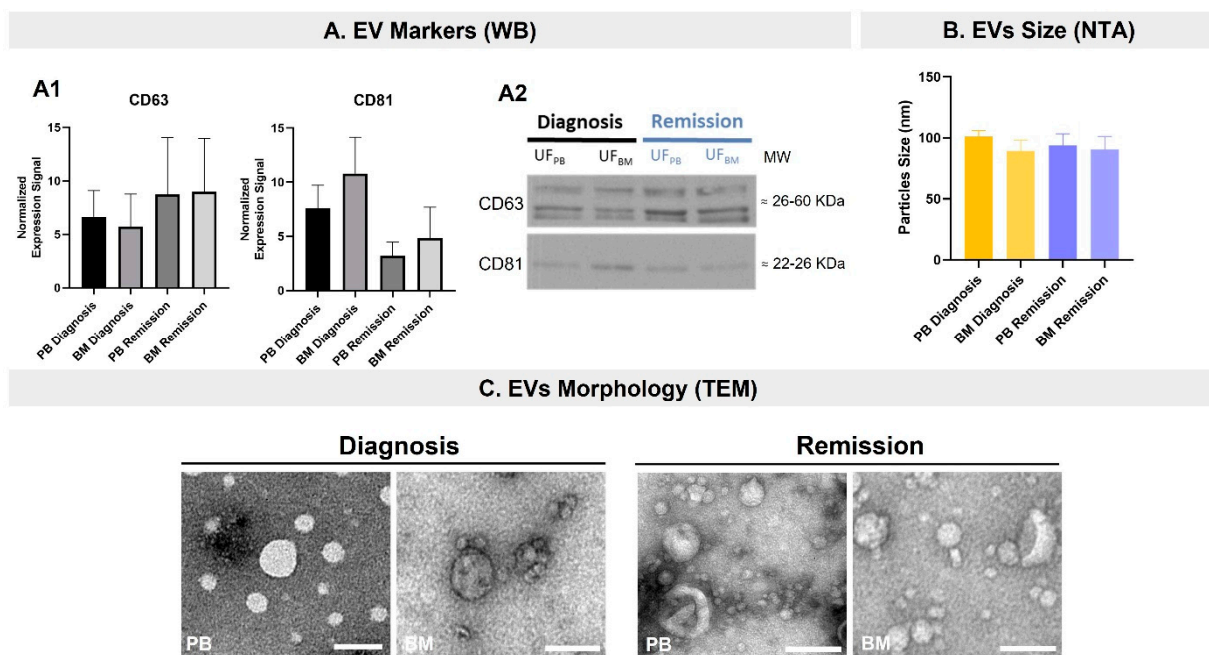 A. EV Markers (WB)
B. EVs Size (NTA)
A1
CD63
Normalized
Expression Signal
15
10
5
0
PB Diagnosis
BM Diagnosis
PB Remission
BM Remission
CD81
Normalized
Expression Signal
15
10
5
0
PB Diagnosis
BM Diagnosis
PB Remission
BM Remission
A2
Diagnosis Remission
UFPB UFBM UFPB UFBM MW
CD63 ≈ 26-60 KDa
CD81 ≈ 22-26 KDa
Particles Size (nm)
150
100
50
0
PB Diagnosis
BM Diagnosis
PB Remission
BM Remission
C. EVs Morphology (TEM)
Diagnosis
Remission
PB
BM
PB
BM